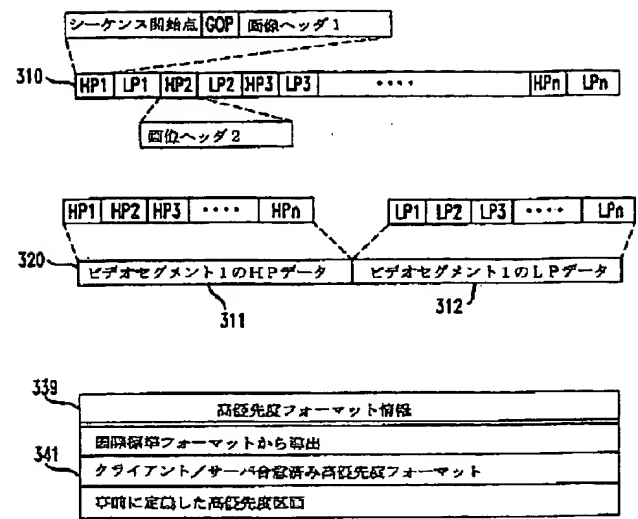 シーケンス開始点 GOP 画像ヘッダ1
310 HP1 LP1 HP2 LP2 HP3 LP3 ···· HPn LPn
画像ヘッダ2
HP1 HP2 HP3 ···· HPn LP1 LP2 LP3 ···· LPn
320 ビデオセグメント1のHPデータ ビデオセグメント1のLPデータ
311 312
339 高優先度フォーマット情報
国際標準フォーマットから導出
341 クライアント/サーバ合意済み高優先度フォーマット
事前に定義した高優先度区画